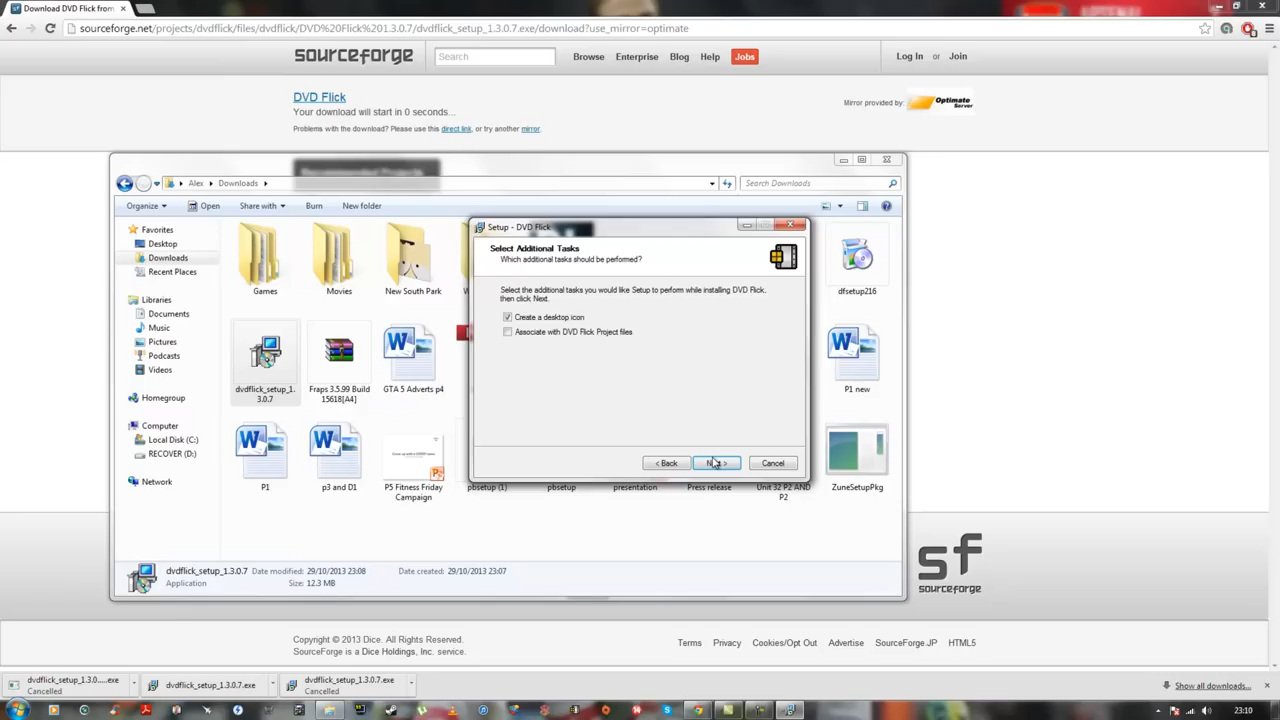 Download DVD Flick from
sourceforge.net/projects/dvdflick/files/dvdflick/DVD%20Flick%201.3.0.7/dvdflick_setup_1.3.0.7.exe/download?use_mirror=optimate
sourceforge
Search
Browse
Enterprise
Blog
Help
Jobs
Log In or Join
DVD Flick
Your download will start in 0 seconds...
Problems with the download? Please use this direct link, or try another mirror.
Mirror provided by:
Optimate
Server
Alex
Downloads
Search Downloads
Organize
Open
Share with
Burn
New folder
Favorites
Desktop
Downloads
Recent Places
Libraries
Documents
Music
Pictures
Podcasts
Videos
Homegroup
Computer
Local Disk (C:)
RECOVER (D:)
Network
Games
Movies
New South Park
dfsetup216
dvdflick_setup_1.
3.0.7
Fraps 3.5.99 Build
15618[A4]
GTA 5 Adverts p4
P1 new
P1
p3 and D1
P5 Fitness Friday
Campaign
pbsetup (1)
pbsetup
presentation
Press release
Unit 32 P2 AND
P2
ZuneSetupPkg
Setup - DVD Flick
Select Additional Tasks
Which additional tasks should be performed?
Select the additional tasks you would like Setup to perform while installing DVD Flick,
then click Next.
Create a desktop icon
Associate with DVD Flick Project files
< Back
Cancel
dvdflick_setup_1.3.0.7
Date modified: 29/10/2013 23:08
Date created: 29/10/2013 23:07
Application
Size: 12.3 MB
sf
sourceforge
Copyright © 2013 Dice. All Rights Reserved.
SourceForge is a Dice Holdings, Inc. service.
Terms
Privacy
Cookies/Opt Out
Advertise
SourceForge.JP
HTML5
dvdflick_setup_1.3.0.....exe
Cancelled
dvdflick_setup_1.3.0.7.exe
dvdflick_setup_1.3.0.7.exe
Cancelled
Show all downloads...
23:10